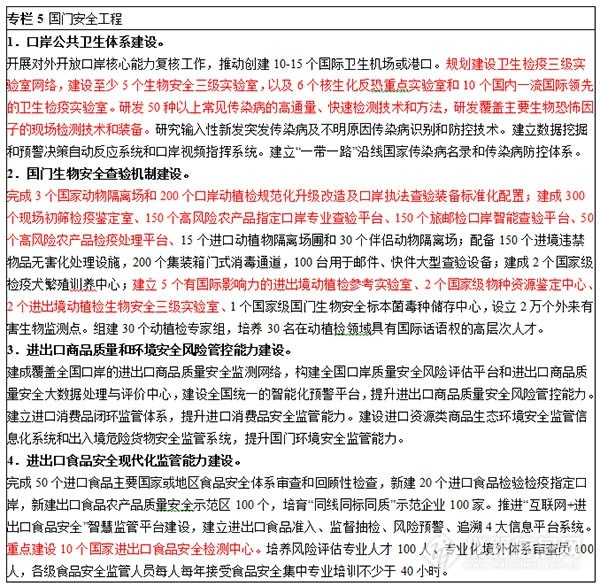 专栏 5 国门安全工程
1．口岸公共卫生体系建设。
开展对外开放口岸核心能力复核工作，推动创建 10-15 个国际卫生机场或港口。规划建设卫生检疫三级实
验室网络，建设至少 5 个生物安全三级实验室，以及 6 个核生化反恐重点实验室和 10 个国内一流国际领先
的卫生检疫实验室。研发 50 种以上常见传染病的高通量、快速检测技术和方法，研发覆盖主要生物恐怖因
子的现场检测技术和装备。研究输入性新发突发传染病及不明原因传染病识别和防控技术。建立数据挖掘
和预警决策自动反应系统和口岸视频指挥系统。建立“一带一路”沿线国家传染病名录和传染病防控体系。
2．国门生物安全查验机制建设。
完成 3 个国家动物隔离场和 200 个口岸动植检规范化升级改造及口岸执法查验装备标准化配置；建成 300
个现场初筛检疫鉴定室、150 个高风险农产品指定口岸专业查验平台、150 个旅邮检口岸智能查验平台、50
个高风险农产品检疫处理平台、15 个进口动植物隔离场圃和 30 个伴侣动物隔离场；配备 150 个进境违禁
物品无害化处理设施，200 个集装箱门式消毒通道，100 台用于邮件、快件大型查验设备；建成 2 个国家级
检疫犬繁殖训养中心；建立 5 个有国际影响力的进出境动植检参考实验室、2 个国家级物种资源鉴定中心、
2 个进出境动植检生物安全三级实验室、1 个国家级国门生物安全标本菌毒种储存中心，设立 2 万个外来有
害生物监测点。组建 30 个动植检专家组，培养 30 名在动植检领域具有国际话语权的高层次人才。
3．进出口商品质量和环境安全风险管控能力建设。
建成覆盖全国口岸的进出口商品质量安全监测网络，构建全国口岸质量安全风险评估平台和进出口商品质
量安全大数据处理与评价中心，建设全国统一的智能化预警平台，提升进出口商品质量安全风险管控能力。
建立进口消费品闭环监管体系，提升进口消费品安全监管能力。建设进口资源类商品生态环境安全监管信
息化系统和出入境危险货物安全监管系统，提升国门环境安全监管能力。
4．进出口食品安全现代化监管能力建设。
完成 50 个进口食品主要国家或地区食品安全体系审查和回顾性检查，新建 20 个进口食品检验检疫指定口
岸，新建出口食品农产品质量安全示范区 100 个，培育“同线同标同质”示范企业 100 家。推进“互联网+进
出口食品安全”智慧监管平台建设，建立进出口食品准入、监督抽检、风险预警、追溯 4 大信息平台系统。
重点建设 10 个国家进出口食品安全检测中心。培养风险评估专业人才 100 人，专业化境外体系审查员 100
人，各级食品安全监管人员每人每年接受食品安全集中专业培训不少于 40 小时。